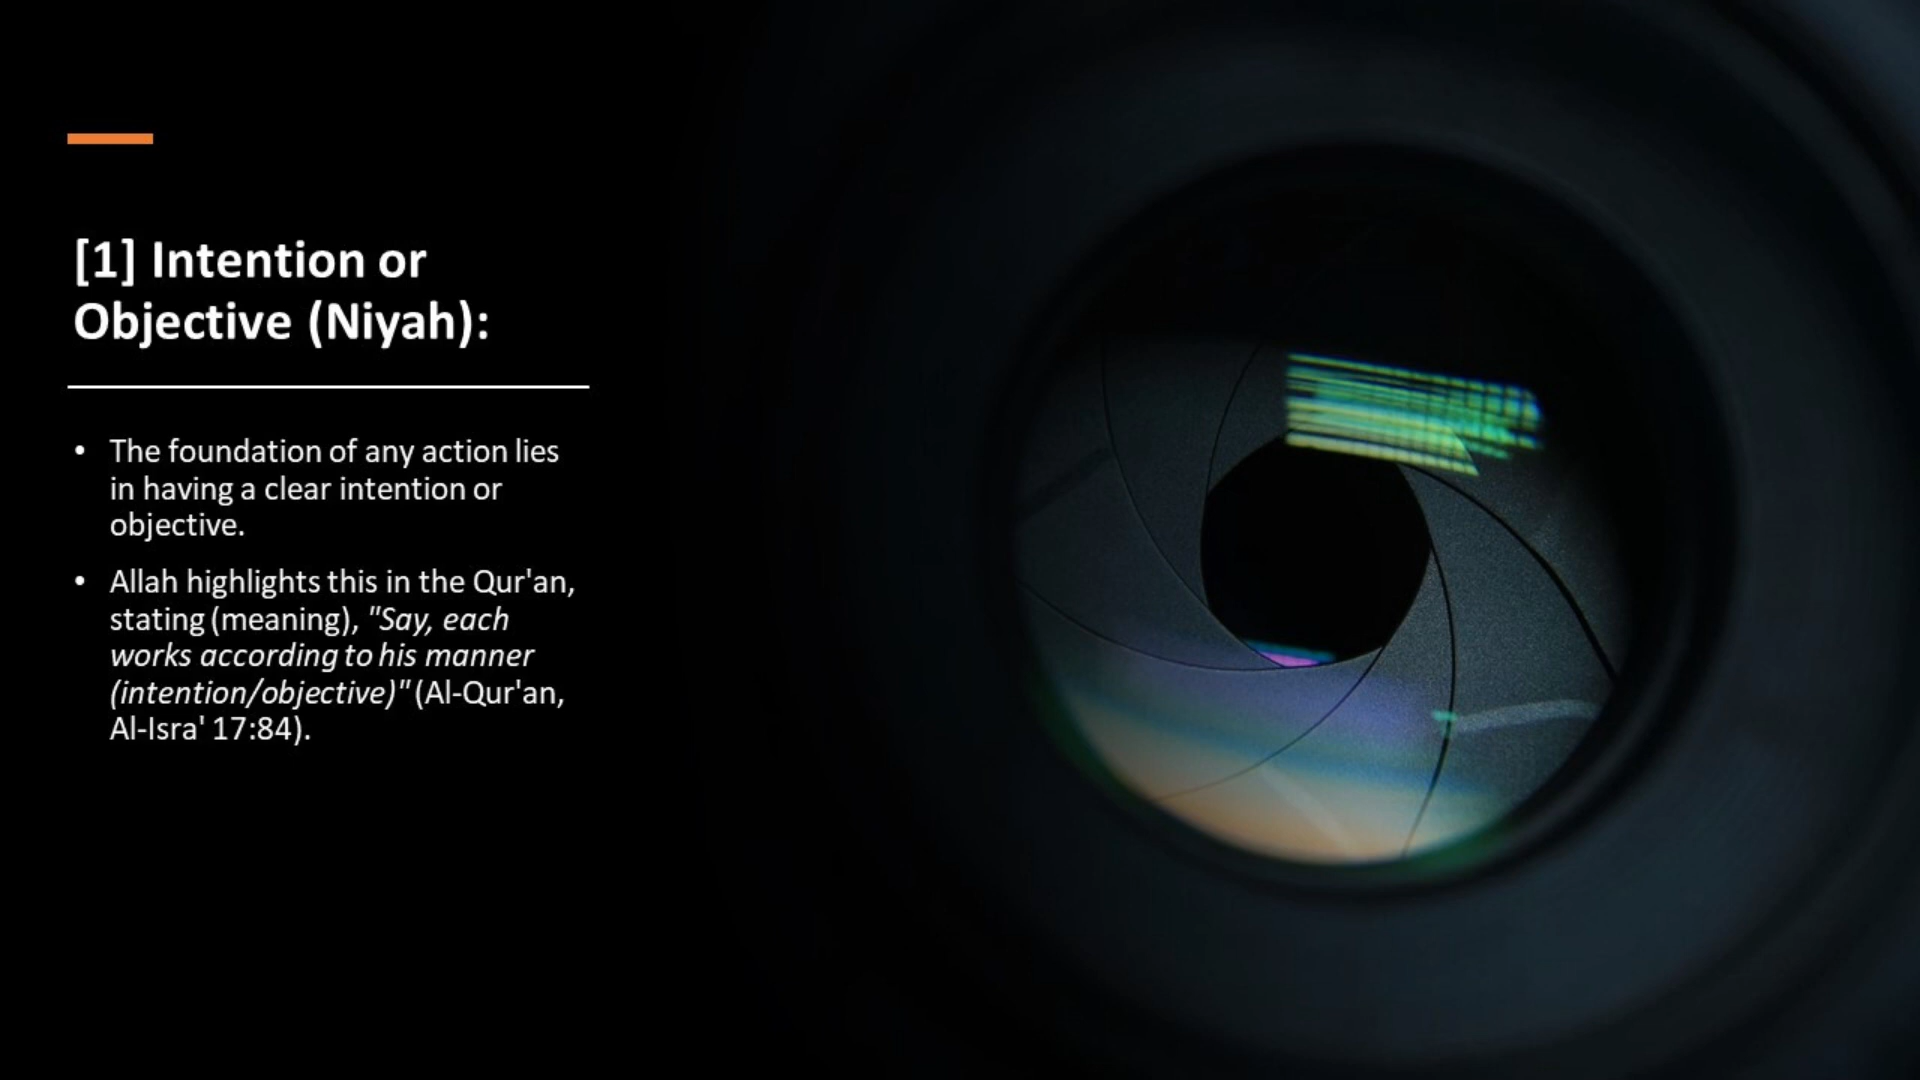 [1] Intention or
Objective (Niyah):
• The foundation of any action lies
in having a clear intention or
objective.
• Allah highlights this in the Qur'an,
stating (meaning), "Say, each
works according to his manner
(intention/objective)" (Al-Qur'an,
Al-Isra' 17:84).